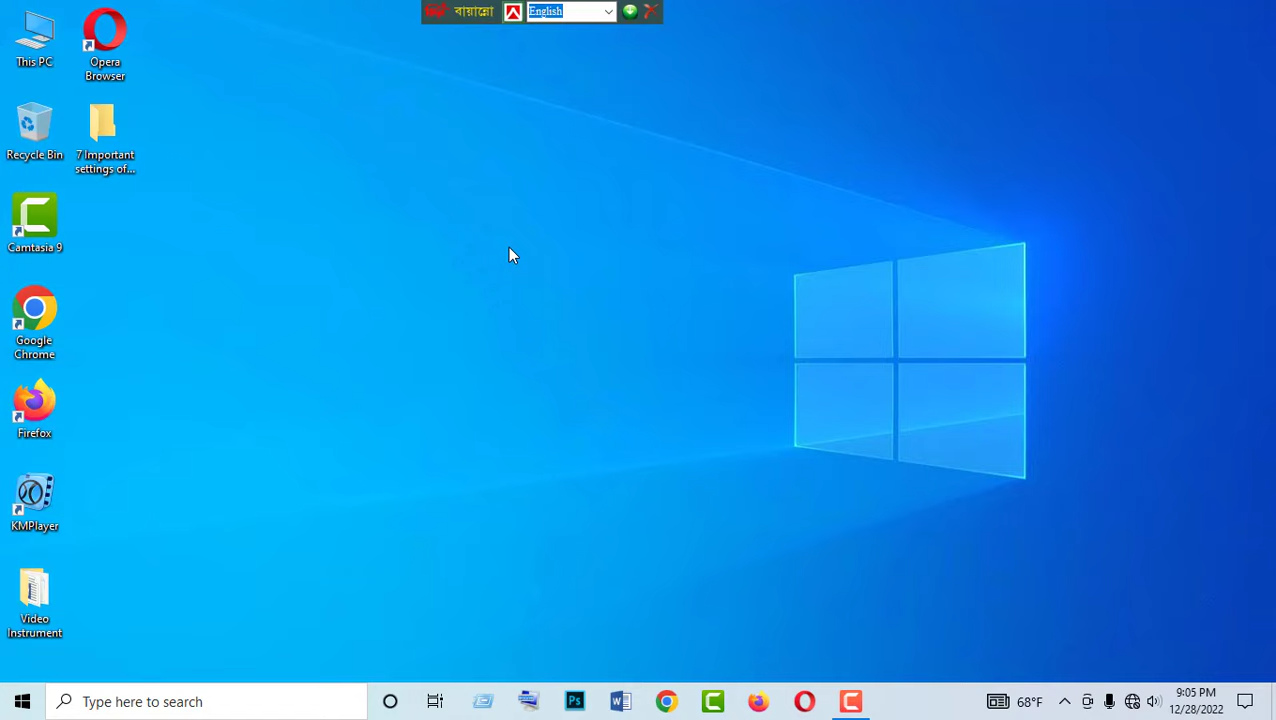 বায়ান্নো English
This PC
Opera
Browser
Recycle Bin
7 Important
settings of...
Camtasia 9
Google
Chrome
Firefox
KMPlayer
Video
Instrument
Type here to search
Ps
W
68°F
9:05 PM
12/28/2022